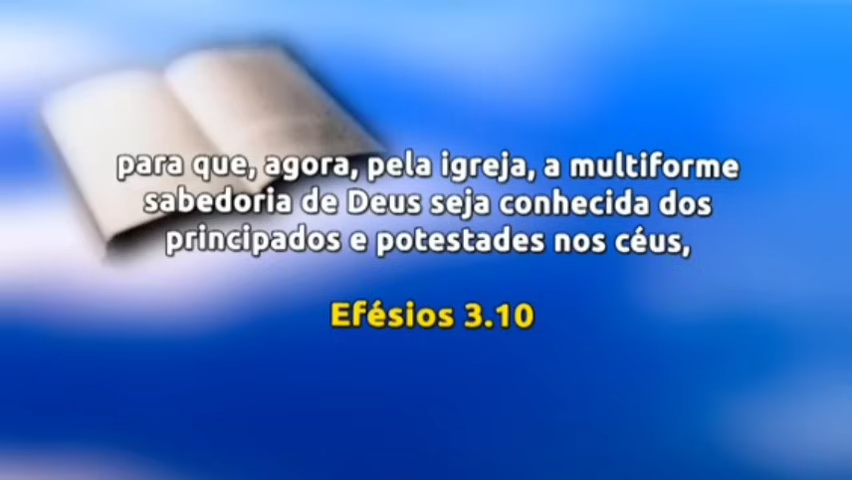 para que, agora, pela igreja, a multiforme
sabedoria de Deus seja conhecida dos
principados e potestades nos céus,
Efésios 3.10